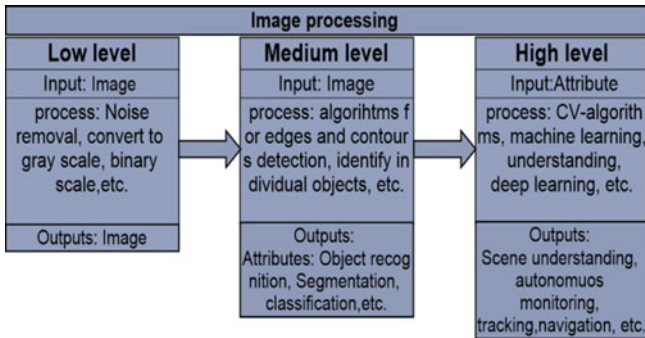 Image processing
Low level
Input: Image
process: Noise
removal, convert to
gray scale, binary
scale,etc.
Outputs: Image
Medium level
Input: Image
process: algorihtms f
or edges and contour
s detection, identify in
dividual objects, etc.
Outputs:
Attributes: Object recog
nition, Segmentation,
classification,etc.
High level
Input:Attribute
process: CV-algorith
ms, machine learning,
understanding,
deep learning, etc.
Outputs:
Scene understanding,
autonomuos
monitoring,
tracking,navigation, etc.